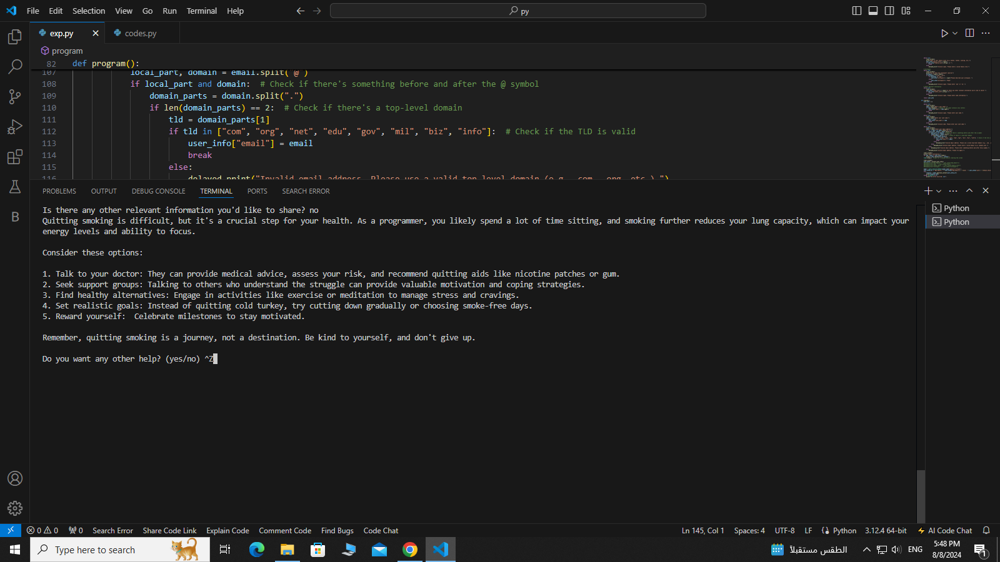 File Edit Selection View Go Run Terminal Help
py
exp.py
codes.py
program
82 def program():
107 local_part, domain = email.split("@")
108 if local_part and domain:  # Check if there's something before and after the @ symbol
109 domain_parts = domain.split(".")
110 if len(domain_parts) == 2:  # Check if there's a top-level domain
111 tld = domain_parts[1]
112 if tld in ["com", "org", "net", "edu", "gov", "mil", "biz", "info"]:  # Check if the TLD is valid
113 user_info["email"] = email
114 break
115 else:
116 delayed_print("Invalid email address. Please use a valid top-level domain (e.g., .com, .org, etc.).")
PROBLEMS OUTPUT DEBUG CONSOLE TERMINAL PORTS SEARCH ERROR
Python
Python
Is there any other relevant information you'd like to share? no
Quitting smoking is difficult, but it's a crucial step for your health. As a programmer, you likely spend a lot of time sitting, and smoking further reduces your lung capacity, which can impact your
energy levels and ability to focus.
Consider these options:
1. Talk to your doctor: They can provide medical advice, assess your risk, and recommend quitting aids like nicotine patches or gum.
2. Seek support groups: Talking to others who understand the struggle can provide valuable motivation and coping strategies.
3. Find healthy alternatives: Engage in activities like exercise or meditation to manage stress and cravings.
4. Set realistic goals: Instead of quitting cold turkey, try cutting down gradually or choosing smoke-free days.
5. Reward yourself:  Celebrate milestones to stay motivated.
Remember, quitting smoking is a journey, not a destination. Be kind to yourself, and don't give up.
Do you want any other help? (yes/no) ^Z
B
0 0 0 Search Error Share Code Link Explain Code Comment Code Find Bugs Code Chat
Ln 145, Col 1 Spaces: 4 UTF-8 LF Python 3.12.4 64-bit AI Code Chat
Type here to search
الطقس مستقبلاً
ENG
5:48 PM
8/8/2024
1